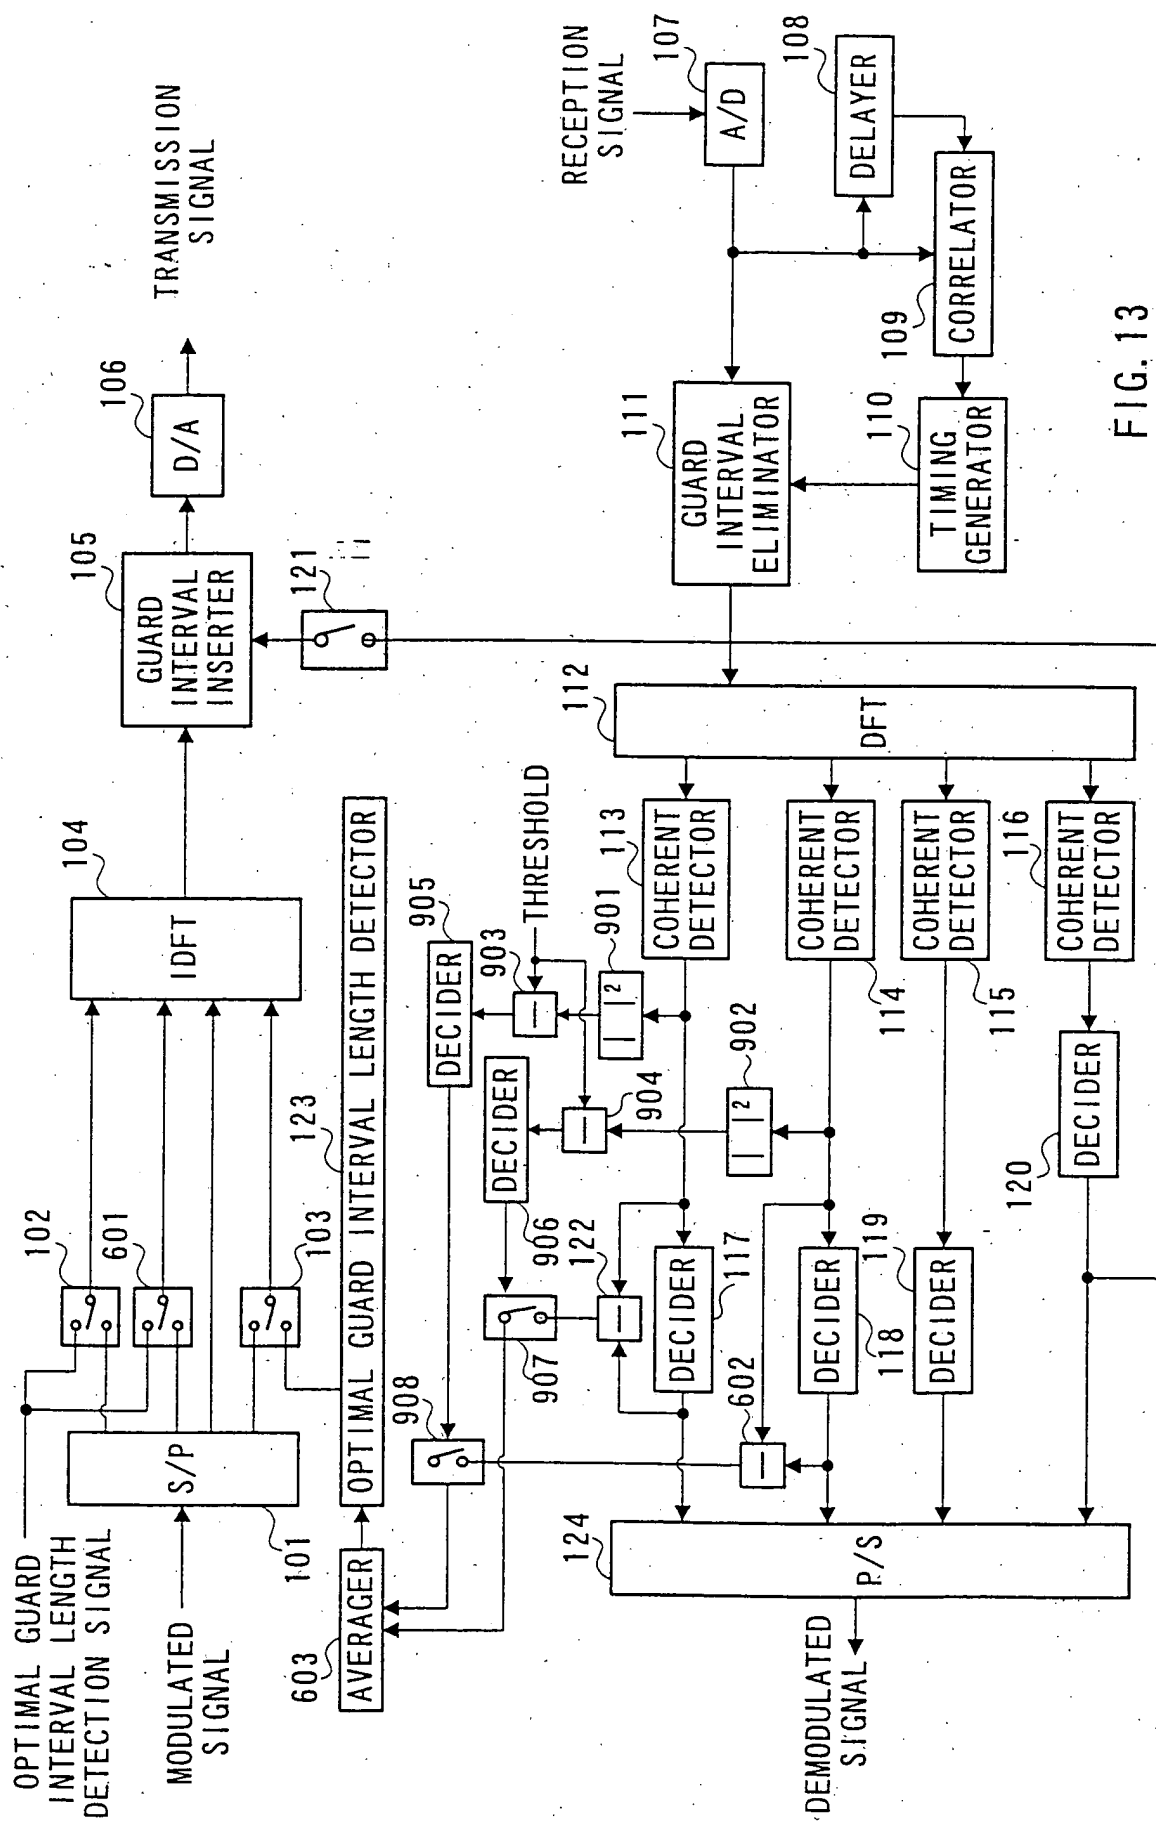 OPTIMAL GUARD
INTERVAL LENGTH
DETECTION SIGNAL
MODULATED
SIGNAL
S/P
101
102
601
103
IDFT
104
GUARD
INTERVAL
INSERTER
105
D/A
106
TRANSMISSION
SIGNAL
121
AVERAGER
603
OPTIMAL GUARD INTERVAL LENGTH DETECTOR
123
908
907
DECIDER
905
DECIDER
906
903
904
THRESHOLD
| |²
901
| |²
902
122
602
DEMODULATED
SIGNAL
P/S
124
DECIDER
117
DECIDER
118
DECIDER
119
DECIDER
120
COHERENT
DETECTOR
113
COHERENT
DETECTOR
114
COHERENT
DETECTOR
115
COHERENT
DETECTOR
116
DFT
112
GUARD
INTERVAL
ELIMINATOR
111
TIMING
GENERATOR
110
CORRELATOR
109
DELAYER
108
A/D
107
RECEPTION
SIGNAL
FIG. 13